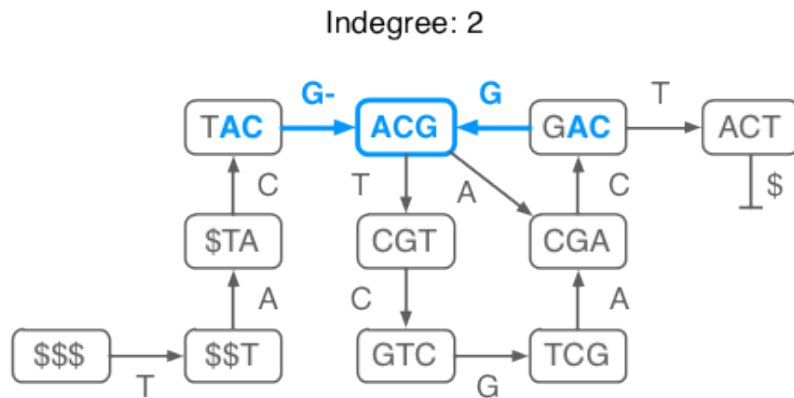 Indegree: 2
G- G T
TAC ACG GAC ACT
C T A C $
$TA CGT CGA
A C A
$$$ $$T GTC TCG
T G